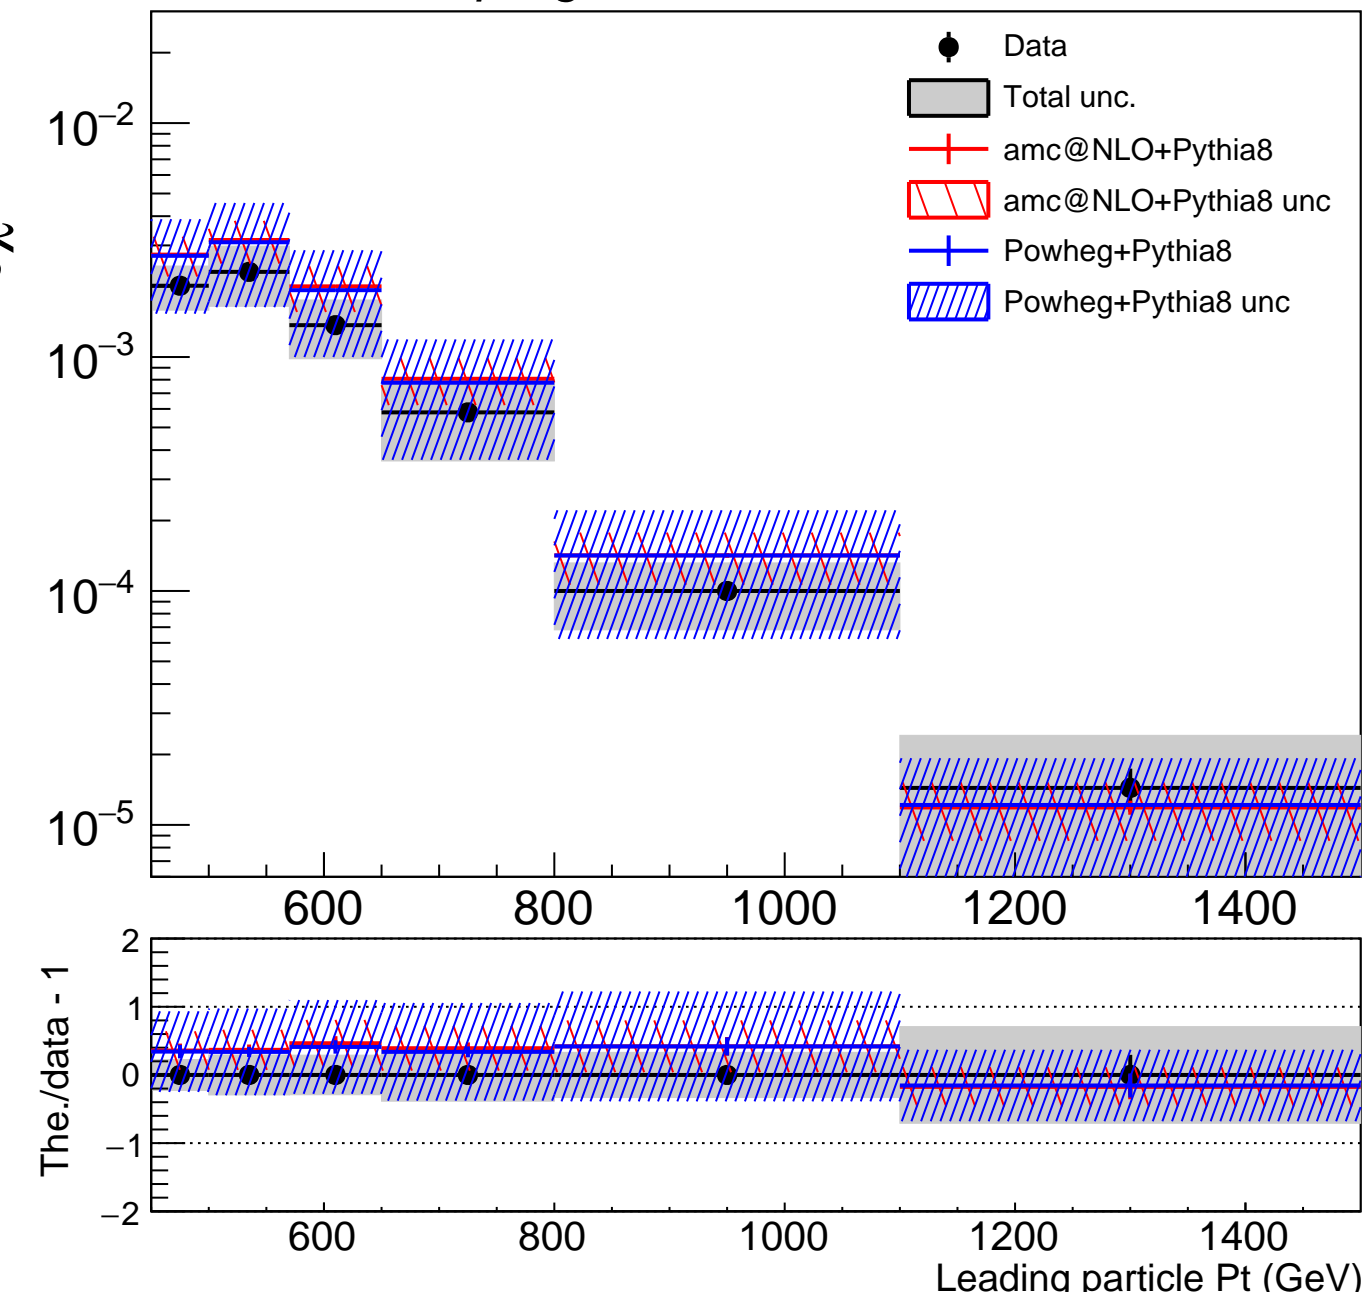 Data
Total unc.
amc@NLO+Pythia8
amc@NLO+Pythia8 unc
Powheg+Pythia8
Powheg+Pythia8 unc
10−2
10−3
10−4
10−5
600 800 1000 1200 1400
2
1
0
−1
−2
The./data - 1
600 800 1000 1200 1400
Leading particle Pt (GeV)